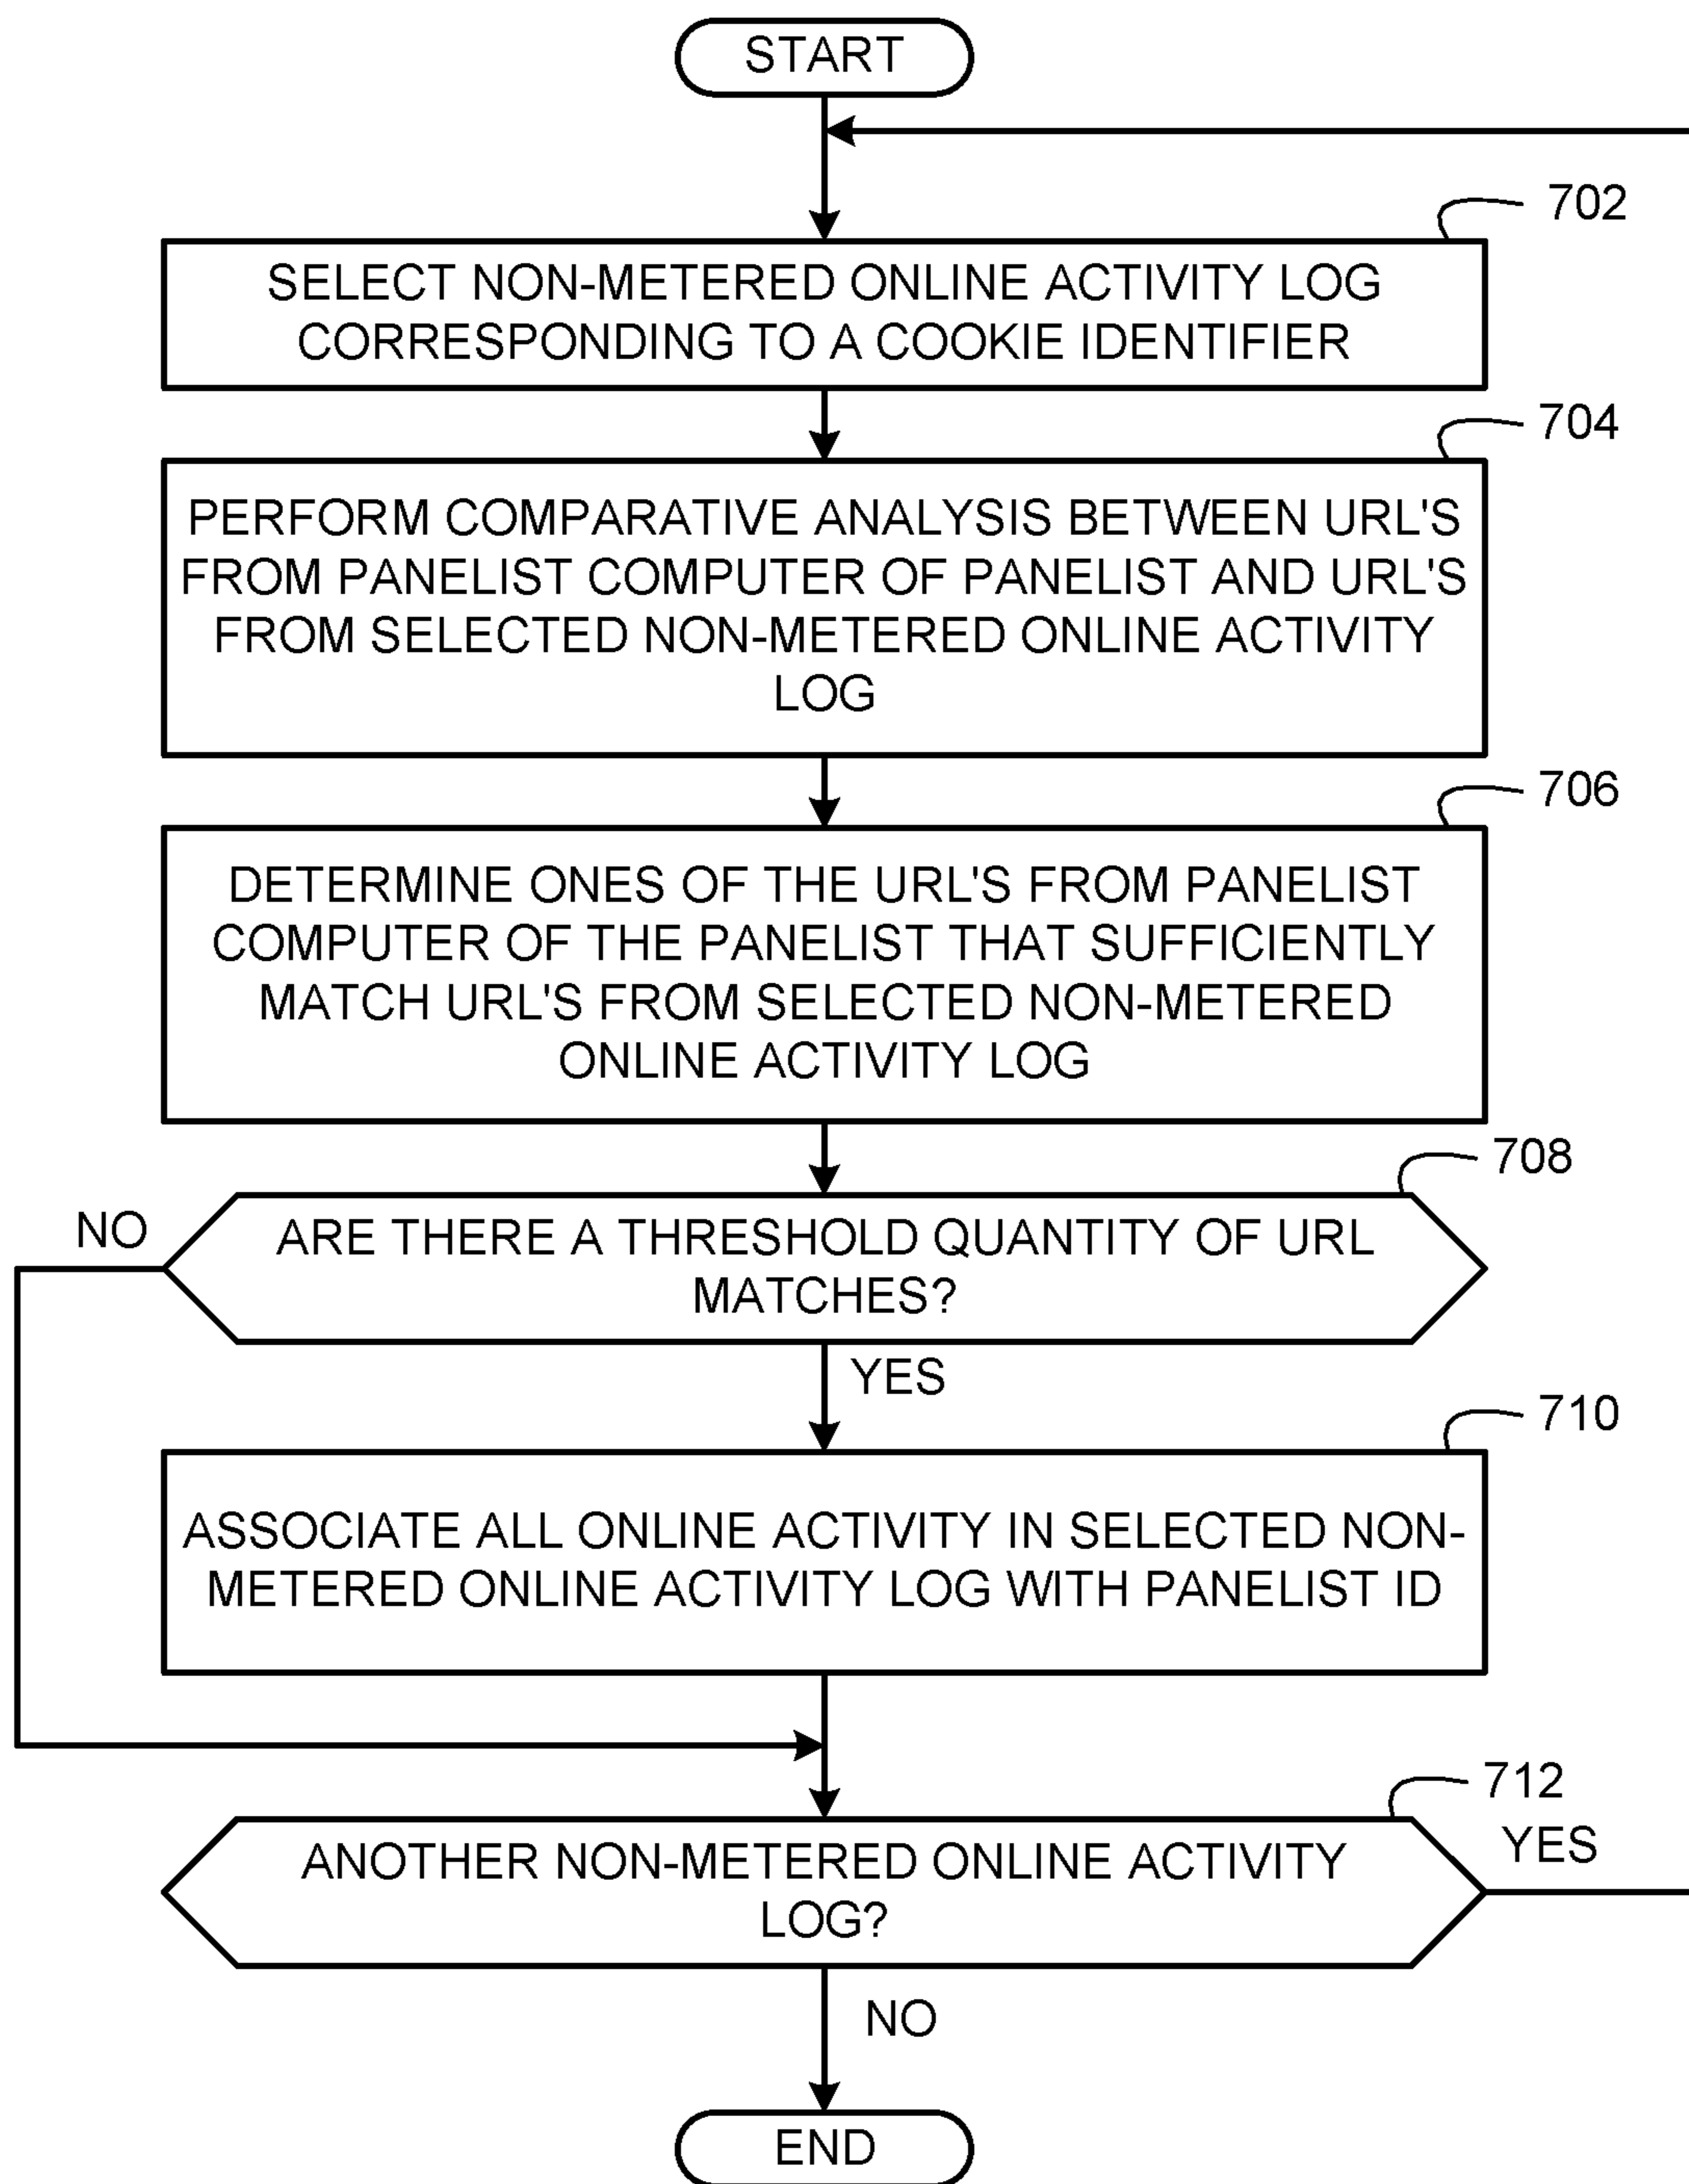 START
702
SELECT NON-METERED ONLINE ACTIVITY LOG
CORRESPONDING TO A COOKIE IDENTIFIER
704
PERFORM COMPARATIVE ANALYSIS BETWEEN URL'S
FROM PANELIST COMPUTER OF PANELIST AND URL'S
FROM SELECTED NON-METERED ONLINE ACTIVITY
LOG
706
DETERMINE ONES OF THE URL'S FROM PANELIST
COMPUTER OF THE PANELIST THAT SUFFICIENTLY
MATCH URL'S FROM SELECTED NON-METERED
ONLINE ACTIVITY LOG
708
NO
ARE THERE A THRESHOLD QUANTITY OF URL
MATCHES?
YES
710
ASSOCIATE ALL ONLINE ACTIVITY IN SELECTED NON-
METERED ONLINE ACTIVITY LOG WITH PANELIST ID
712
YES
ANOTHER NON-METERED ONLINE ACTIVITY
LOG?
NO
END